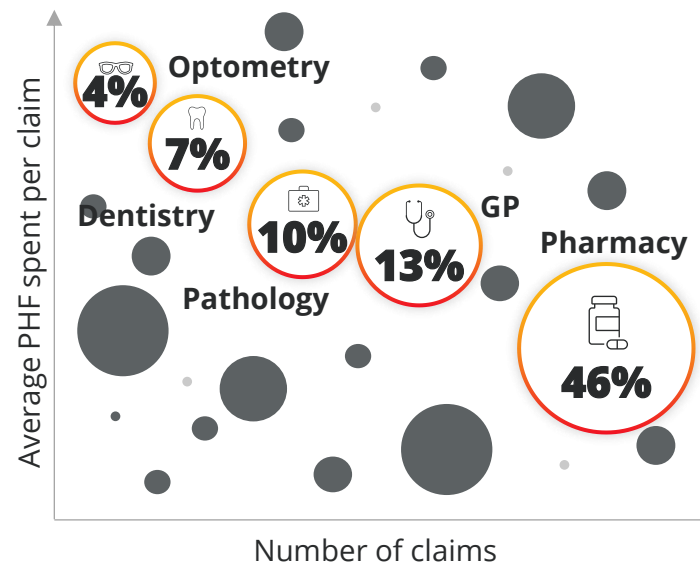 Average PHF spent per claim
4%
Optometry
7%
Dentistry
10%
Pathology
13%
GP
Pharmacy
46%
Number of claims